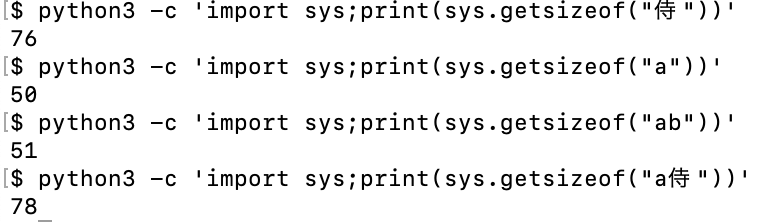 [$ python3 -c 'import sys;print(sys.getsizeof("侍"))'
76
[$ python3 -c 'import sys;print(sys.getsizeof("a"))'
50
[$ python3 -c 'import sys;print(sys.getsizeof("ab"))'
51
[$ python3 -c 'import sys;print(sys.getsizeof("a侍"))'
78